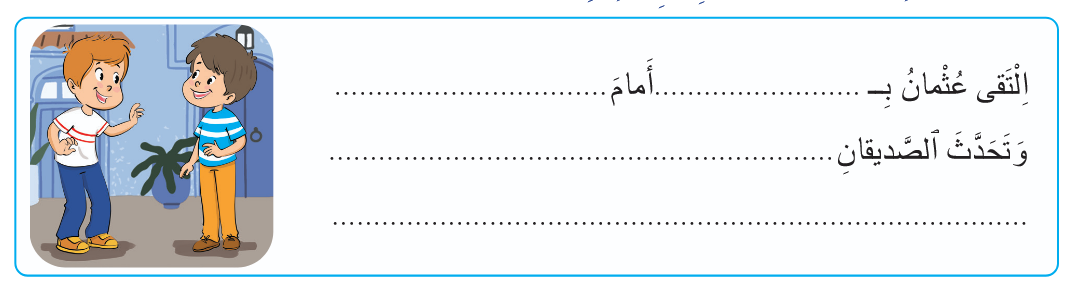 اِلْتَقى عُثْمانُ بِـ ........................أَمامَ................................
وَ تَحَدَّثَ ٱلصَّديقانِ............................................................
....................................................................................